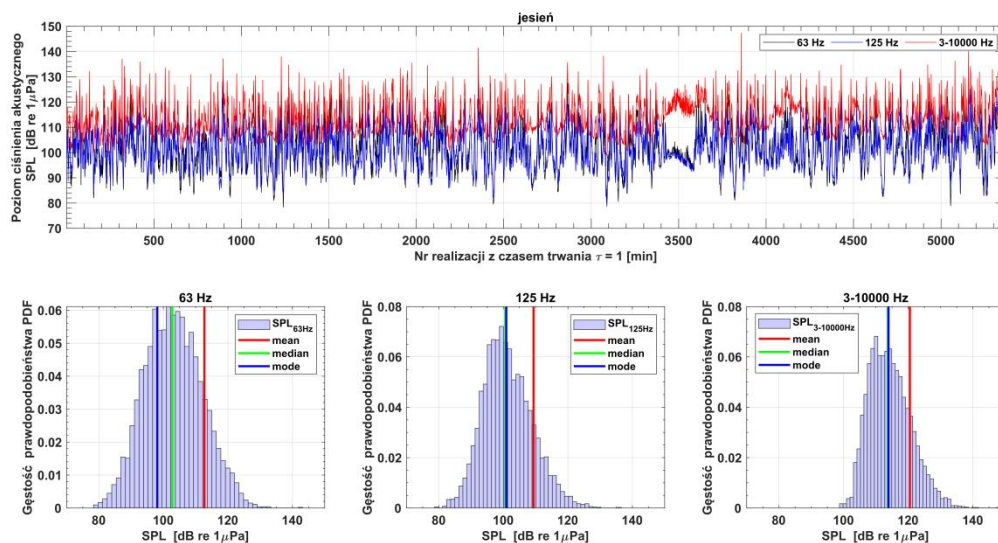 jesień
63 Hz 125 Hz 3-10000 Hz
Poziom ciśnienia akustycznego
SPL [dB re 1μPa]
150
140
130
120
110
100
90
80
70
500 1000 1500 2000 2500 3000 3500 4000 4500 5000
Nr realizacji z czasem trwania τ = 1 [min]
63 Hz
Gęstość prawdopodobieństwa PDF
0.06
0.05
0.04
0.03
0.02
0.01
0
SPL63Hz
mean
median
mode
80 100 120 140
SPL [dB re 1μPa]
125 Hz
Gęstość prawdopodobieństwa PDF
0.08
0.06
0.04
0.02
0
SPL125Hz
mean
median
mode
80 100 120 140
SPL [dB re 1μPa]
3-10000 Hz
Gęstość prawdopodobieństwa PDF
0.08
0.06
0.04
0.02
0
SPL3-10000Hz
mean
median
mode
80 100 120 140
SPL [dB re 1μPa]